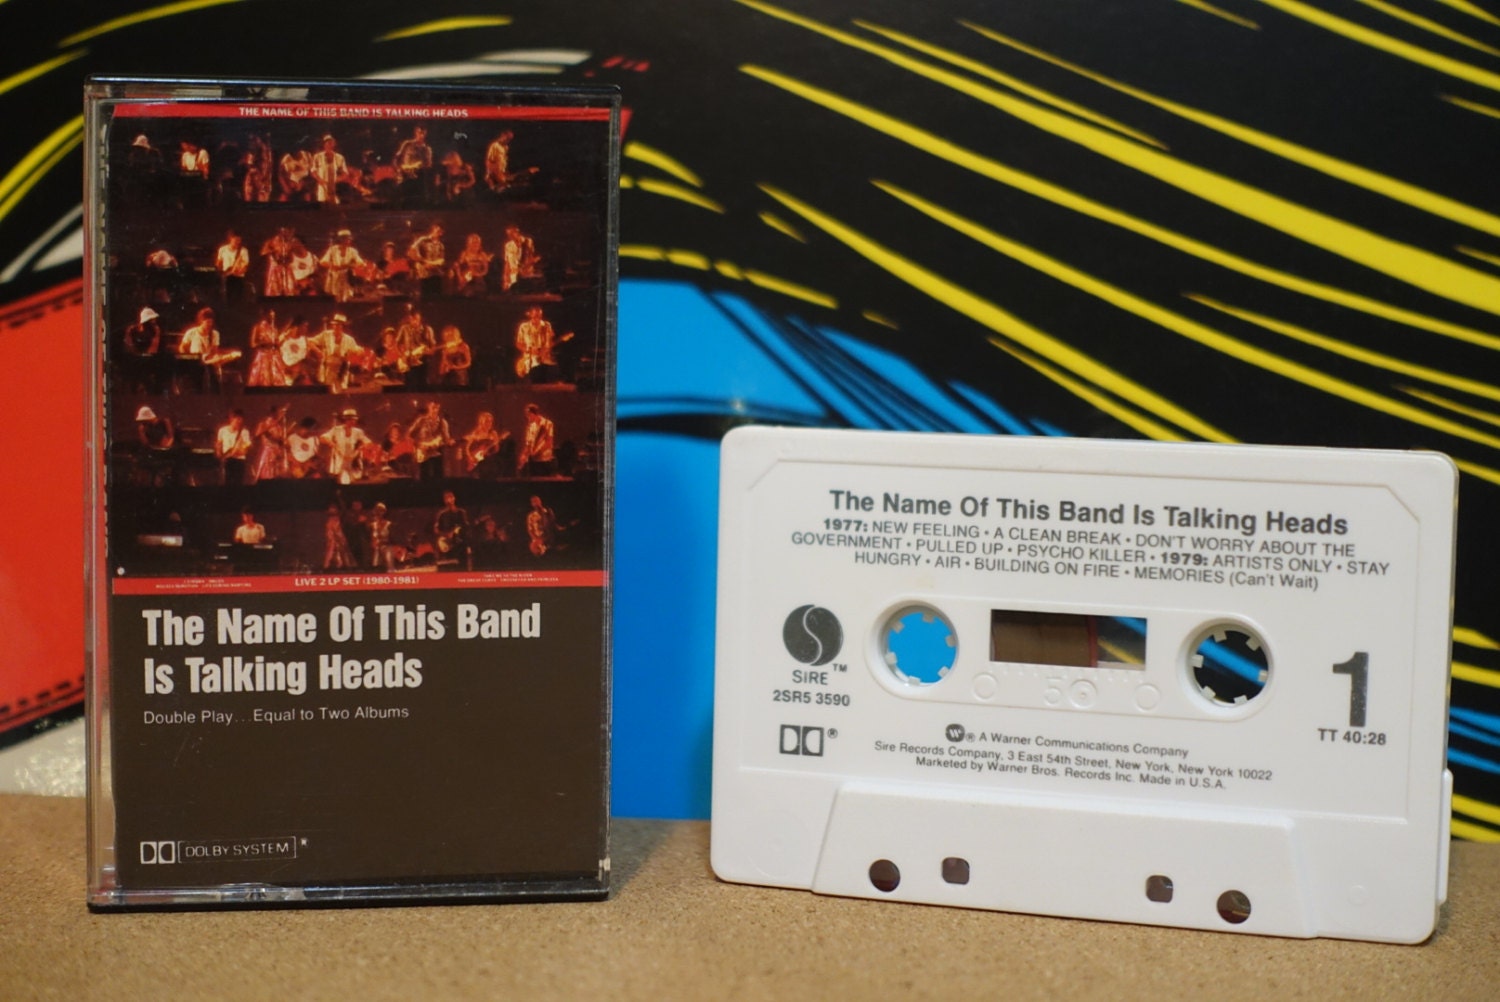 THE NAME OF THIS BAND IS TALKING HEADS
LIVE 2 LP SET (1980-1981)
The Name Of This Band
Is Talking Heads
Double Play...Equal to Two Albums
DOLBY SYSTEM
The Name Of This Band Is Talking Heads
1977: NEW FEELING • A CLEAN BREAK • DON'T WORRY ABOUT THE
GOVERNMENT • PULLED UP • PSYCHO KILLER • 1979: ARTISTS ONLY • STAY
HUNGRY • AIR • BUILDING ON FIRE • MEMORIES (Can't Wait)
SiRE™
2SR5 3590
1
TT 40:28
® A Warner Communications Company
Sire Records Company, 3 East 54th Street, New York, New York 10022
Marketed by Warner Bros. Records Inc. Made in U.S.A.